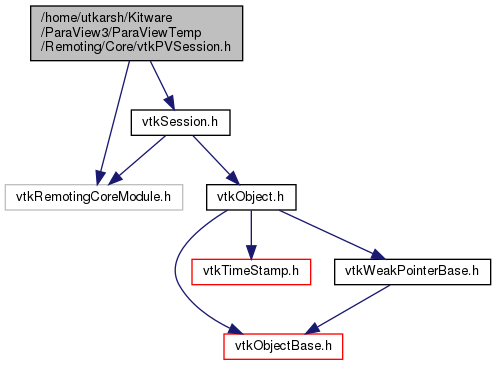 /home/utkarsh/Kitware
/ParaView3/ParaViewTemp
/Remoting/Core/vtkPVSession.h
vtkSession.h
vtkRemotingCoreModule.h
vtkObject.h
vtkTimeStamp.h
vtkWeakPointerBase.h
vtkObjectBase.h